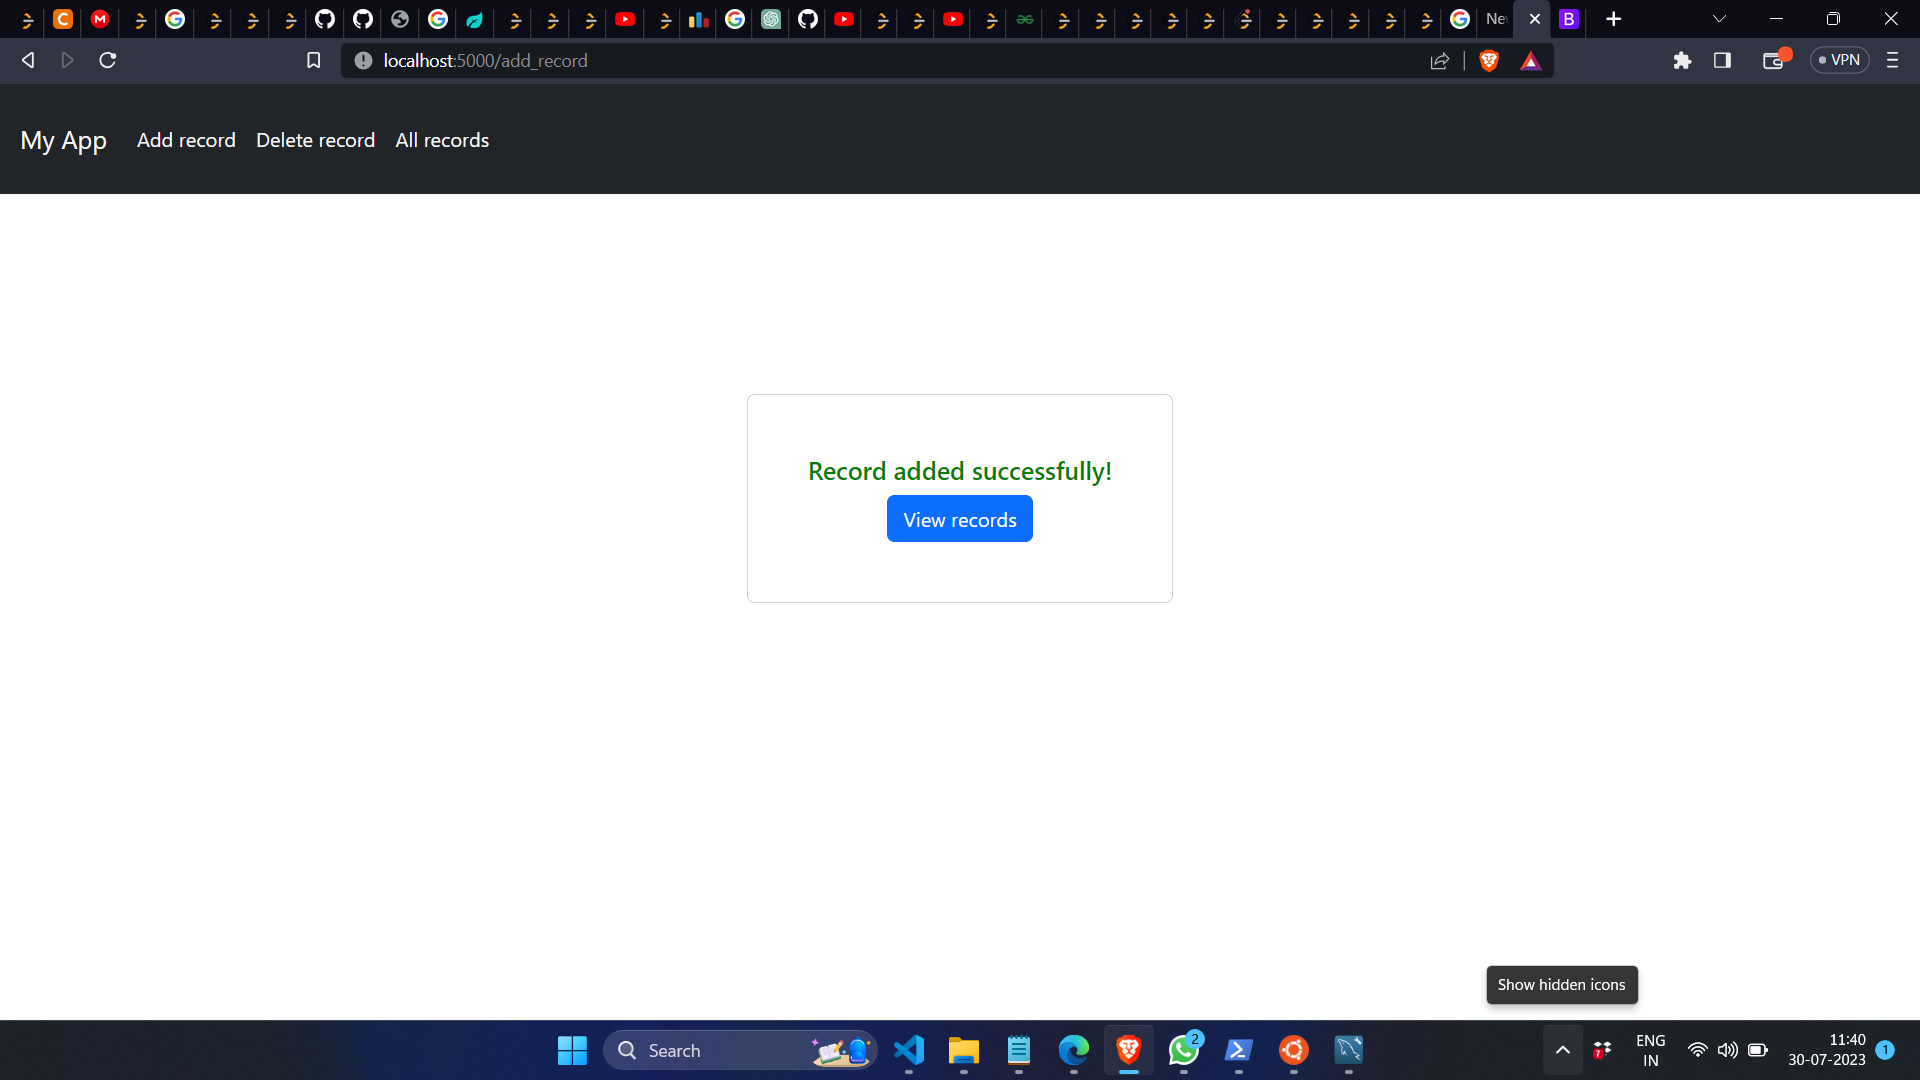 C M G G G Ne B
localhost:5000/add_record
VPN
My App Add record Delete record All records
Record added successfully!
View records
Show hidden icons
Search
2
7
ENG
IN
11:40
30-07-2023
1